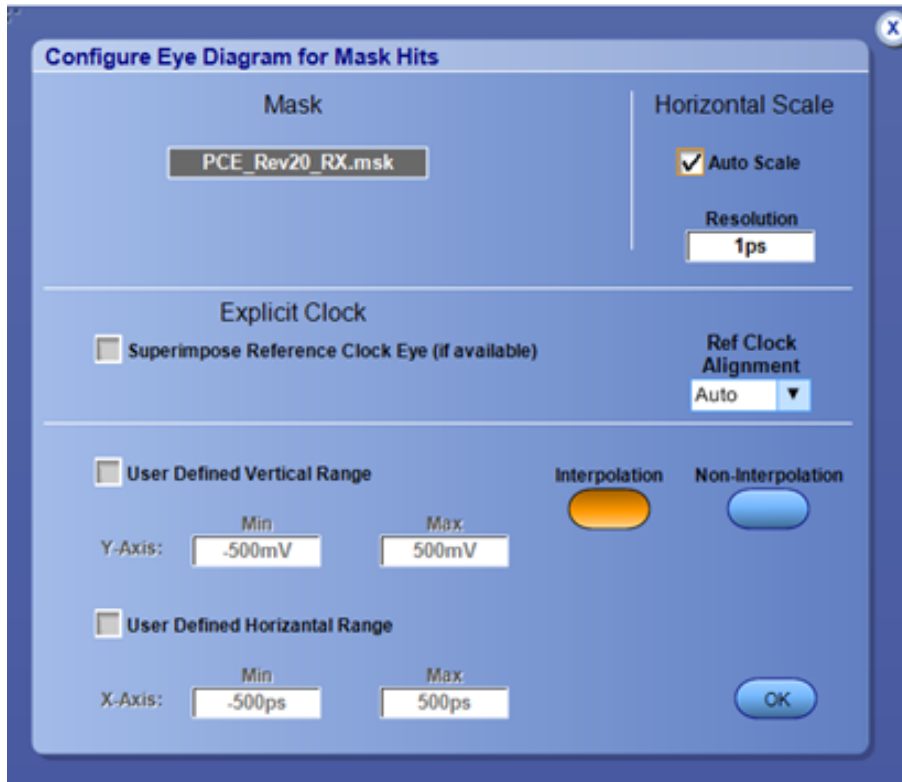 X
Configure Eye Diagram for Mask Hits
Mask
PCE_Rev20_RX.msk
Horizontal Scale
Auto Scale
Resolution
1ps
Explicit Clock
Superimpose Reference Clock Eye (if available)
Ref Clock
Alignment
Auto
User Defined Vertical Range
Interpolation
Non-Interpolation
Min
Max
Y-Axis:
-500mV
500mV
User Defined Horizantal Range
Min
Max
X-Axis:
-500ps
500ps
OK